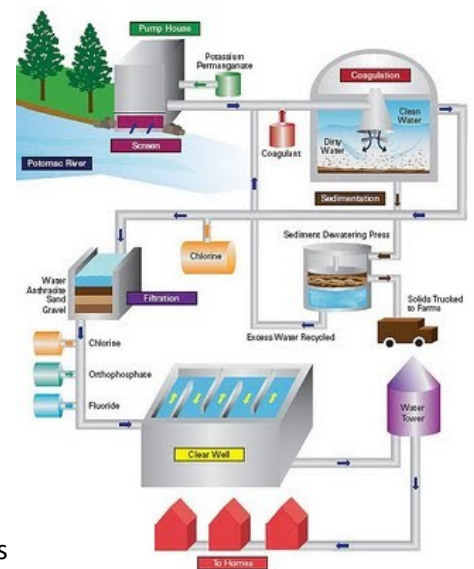 Pump House
Potassium
Permanganate
Coagulation
Clean
Water
Dirty
Water
Coagulant
Screen
Potomac River
Sedimentation
Sediment Dewatering Press
Chlorine
Water
Anthracite
Sand
Gravel
Filtration
Solids Trucked
to Farms
Excess Water Recycled
Chlorine
Orthophosphate
Fluoride
Water
Tower
Clear Well
To Homes
s